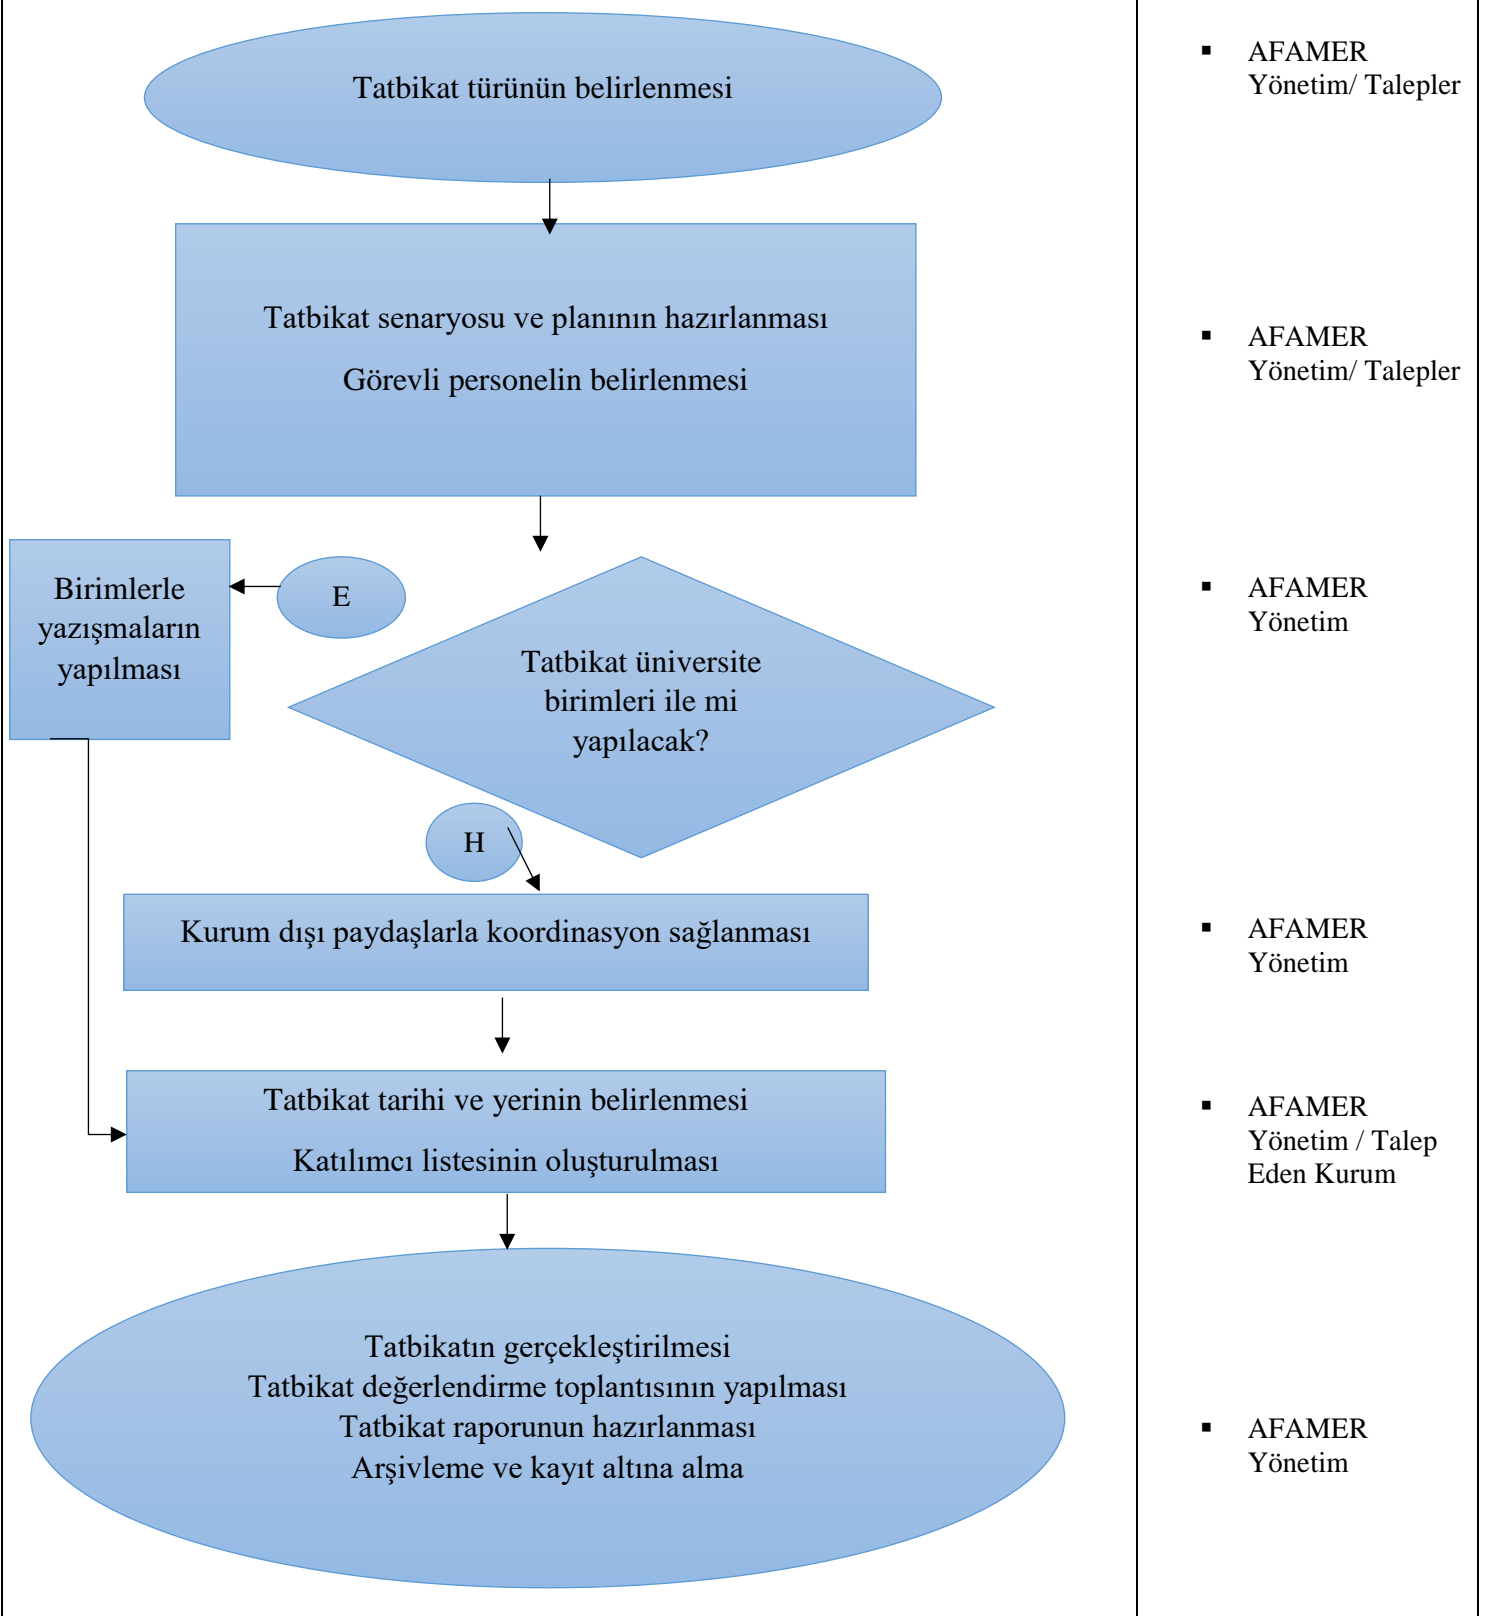 Tatbikat türünün belirlenmesi
▪ AFAMER
Yönetim/ Talepler
Tatbikat senaryosu ve planının hazırlanması
Görevli personelin belirlenmesi
▪ AFAMER
Yönetim/ Talepler
Birimlerle
yazışmaların
yapılması
E
Tatbikat üniversite
birimleri ile mi
yapılacak?
▪ AFAMER
Yönetim
H
Kurum dışı paydaşlarla koordinasyon sağlanması
▪ AFAMER
Yönetim
Tatbikat tarihi ve yerinin belirlenmesi
Katılımcı listesinin oluşturulması
▪ AFAMER
Yönetim / Talep
Eden Kurum
Tatbikatın gerçekleştirilmesi
Tatbikat değerlendirme toplantısının yapılması
Tatbikat raporunun hazırlanması
Arşivleme ve kayıt altına alma
▪ AFAMER
Yönetim